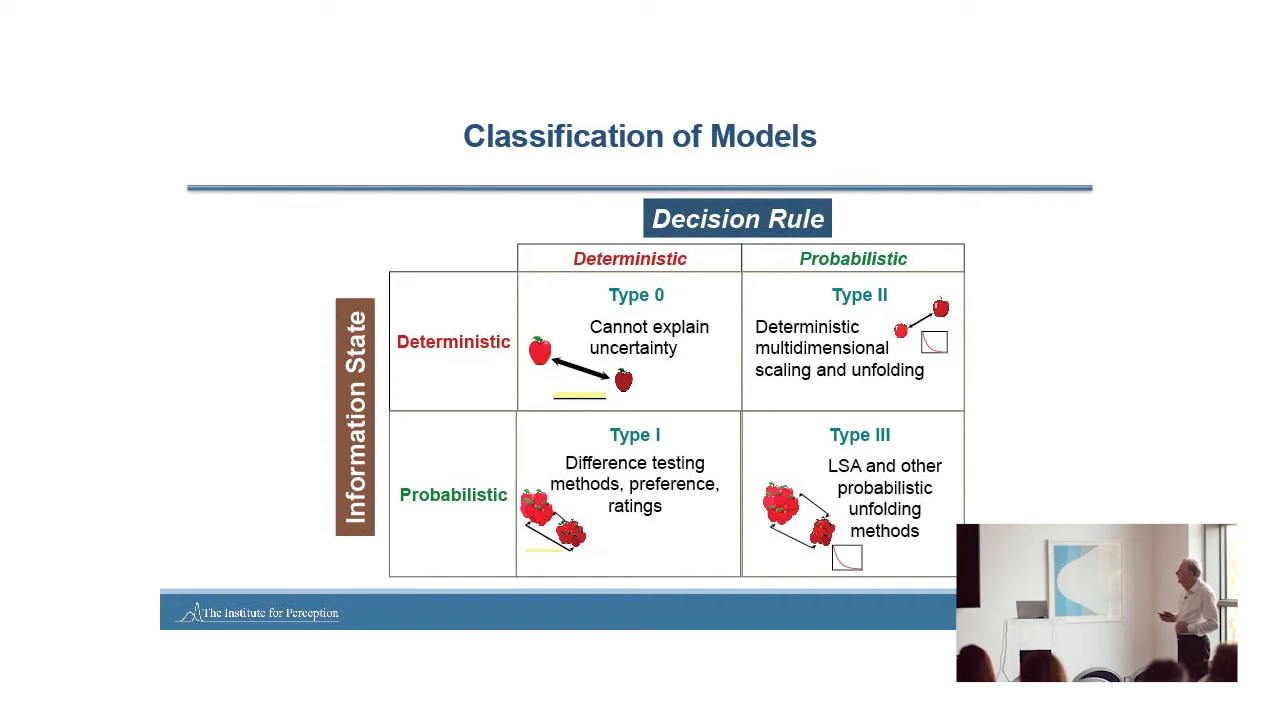 Classification of Models
Decision Rule
Deterministic
Probabilistic
Information State
Deterministic
Type 0
Cannot explain
uncertainty
Type II
Deterministic
multidimensional
scaling and unfolding
Probabilistic
Type I
Difference testing
methods, preference,
ratings
Type III
LSA and other
probabilistic
unfolding
methods
The Institute for Perception